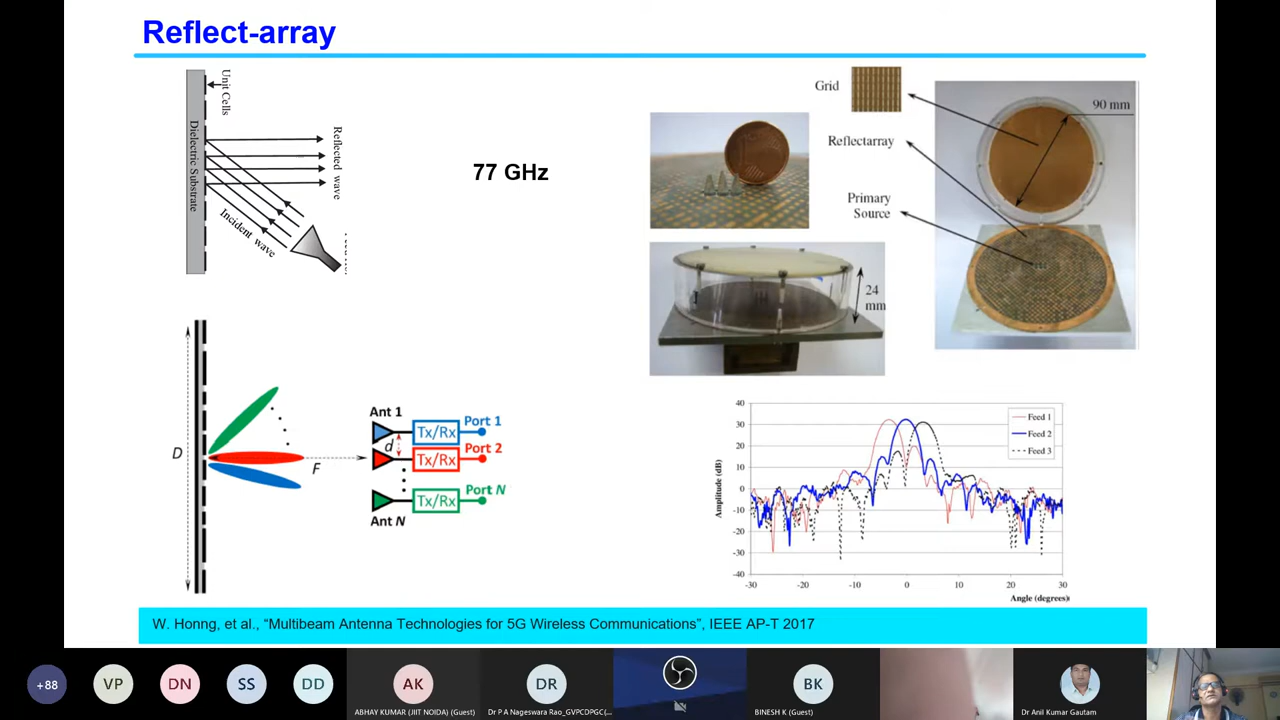 Reflect-array
Unit Cells
Dielectric Substrate
Reflected wave
Incident wave
77 GHz
Grid
Reflectarray
Primary
Source
90 mm
24
mm
D
F
Ant 1
d
Ant N
Tx/Rx
Tx/Rx
Tx/Rx
Port 1
Port 2
Port N
Amplitude (dB)
40
30
20
10
0
-10
-20
-30
-40
-30
-20
-10
0
10
20
30
Angle (degrees)
Feed 1
Feed 2
Feed 3
W. Honng, et al., “Multibeam Antenna Technologies for 5G Wireless Communications”, IEEE AP-T 2017
+88
VP
DN
SS
DD
AK
ABHAY KUMAR (JIIT NOIDA) (Guest)
DR
Dr P A Nageswara Rao_GVPCDPGC(...
BK
BINESH K (Guest)
Dr Anil Kumar Gautam